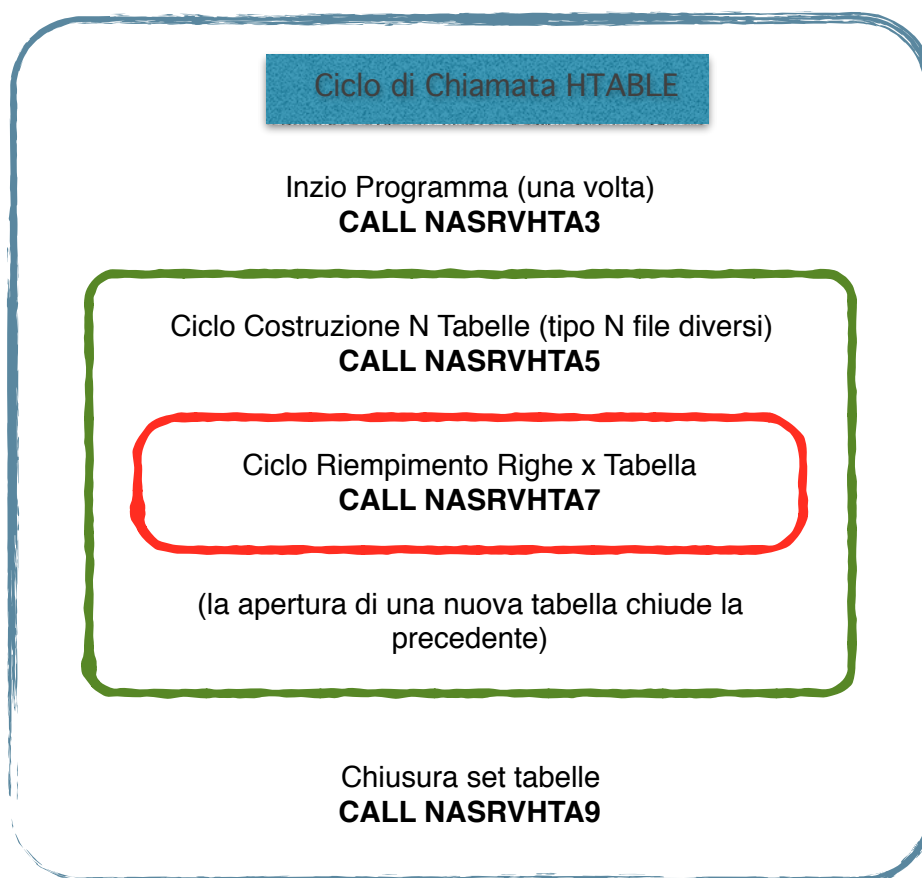 Ciclo di Chiamata HTABLE
Inzio Programma (una volta)
CALL NASRVHTA3
Ciclo Costruzione N Tabelle (tipo N file diversi)
CALL NASRVHTA5
Ciclo Riempimento Righe x Tabella
CALL NASRVHTA7
(la apertura di una nuova tabella chiude la
precedente)
Chiusura set tabelle
CALL NASRVHTA9